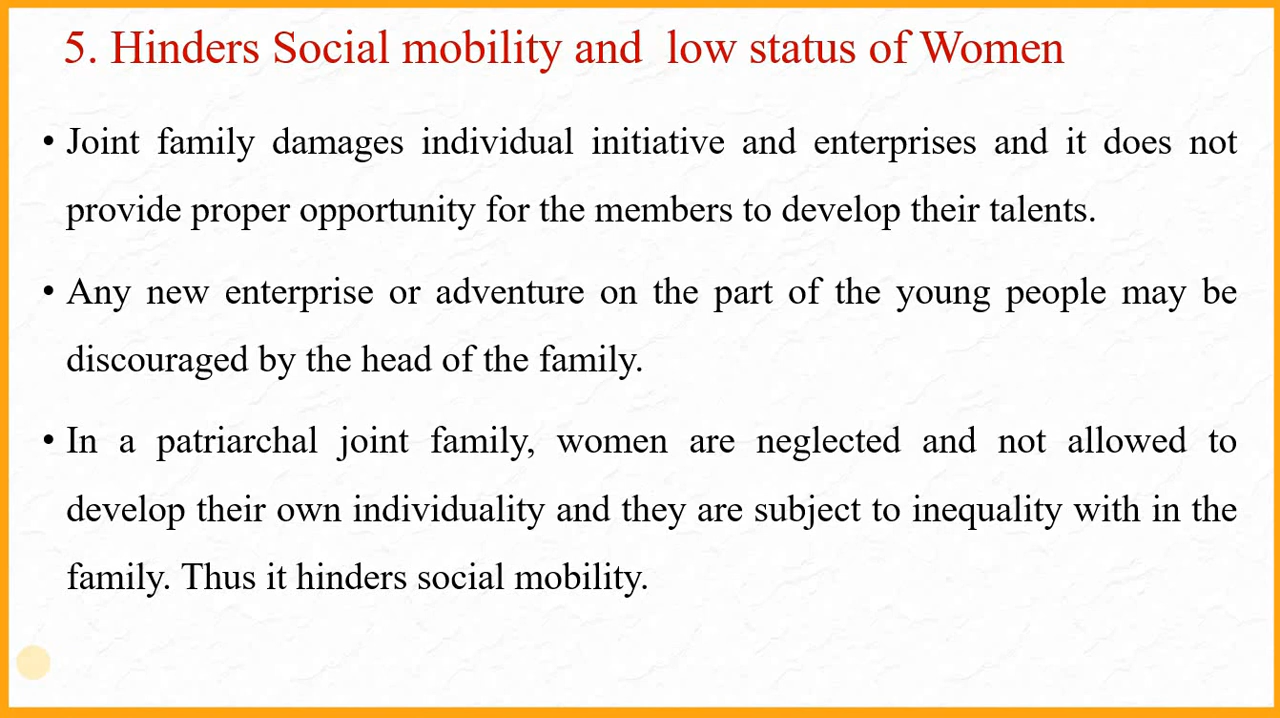 5. Hinders Social mobility and  low status of Women
• Joint family damages individual initiative and enterprises and it does not
provide proper opportunity for the members to develop their talents.
• Any new enterprise or adventure on the part of the young people may be
discouraged by the head of the family.
• In a patriarchal joint family, women are neglected and not allowed to
develop their own individuality and they are subject to inequality with in the
family. Thus it hinders social mobility.